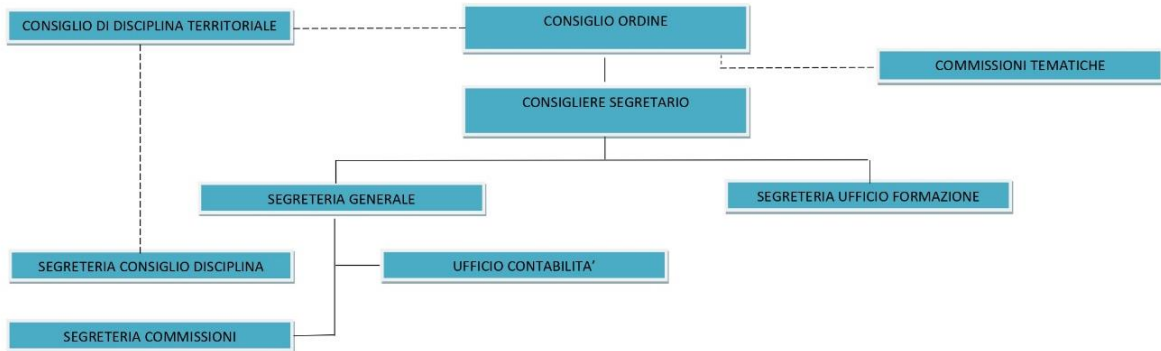 CONSIGLIO DI DISCIPLINA TERRITORIALE
CONSIGLIO ORDINE
COMMISSIONI TEMATICHE
CONSIGLIERE SEGRETARIO
SEGRETERIA GENERALE
SEGRETERIA UFFICIO FORMAZIONE
SEGRETERIA CONSIGLIO DISCIPLINA
UFFICIO CONTABILITA’
SEGRETERIA COMMISSIONI